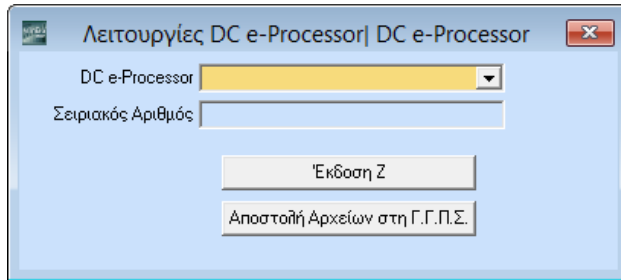 Λειτουργίες DC e-Processor| DC e-Processor
DC e-Processor
Σειριακός Αριθμός
Έκδοση Ζ
Αποστολή Αρχείων στη Γ.Γ.Π.Σ.